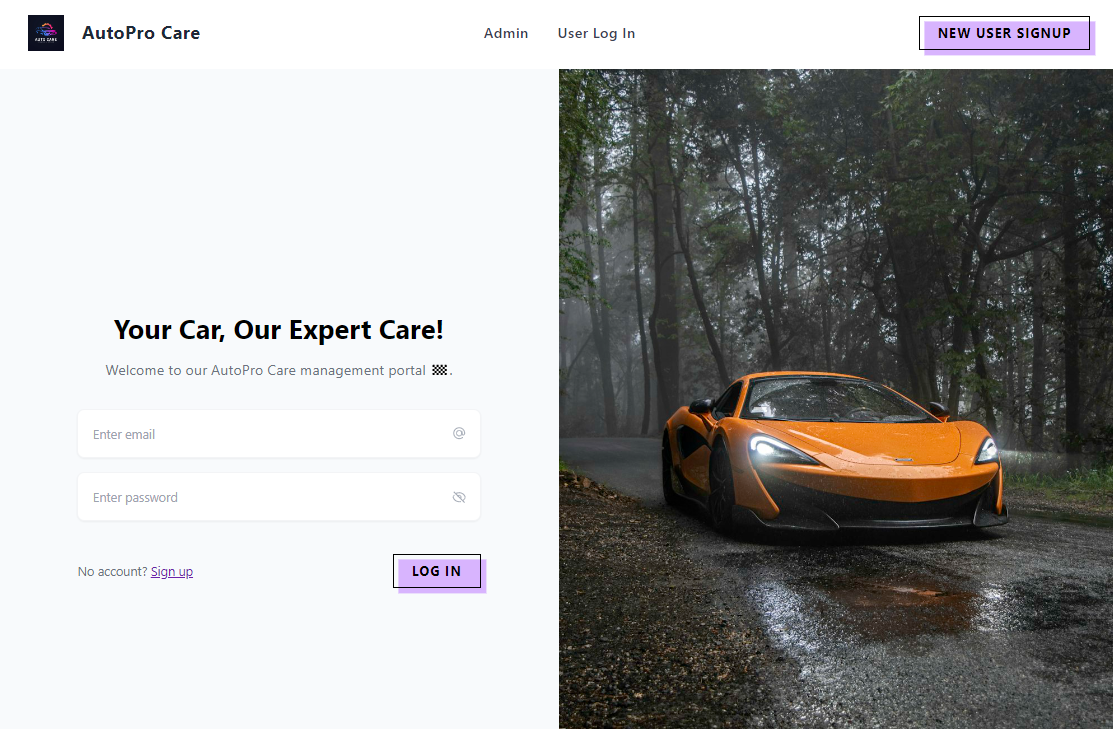 AUTO CARE
AutoPro Care
Admin
User Log In
NEW USER SIGNUP
Your Car, Our Expert Care!
Welcome to our AutoPro Care management portal 🏁.
Enter email
Enter password
No account? Sign up
LOG IN